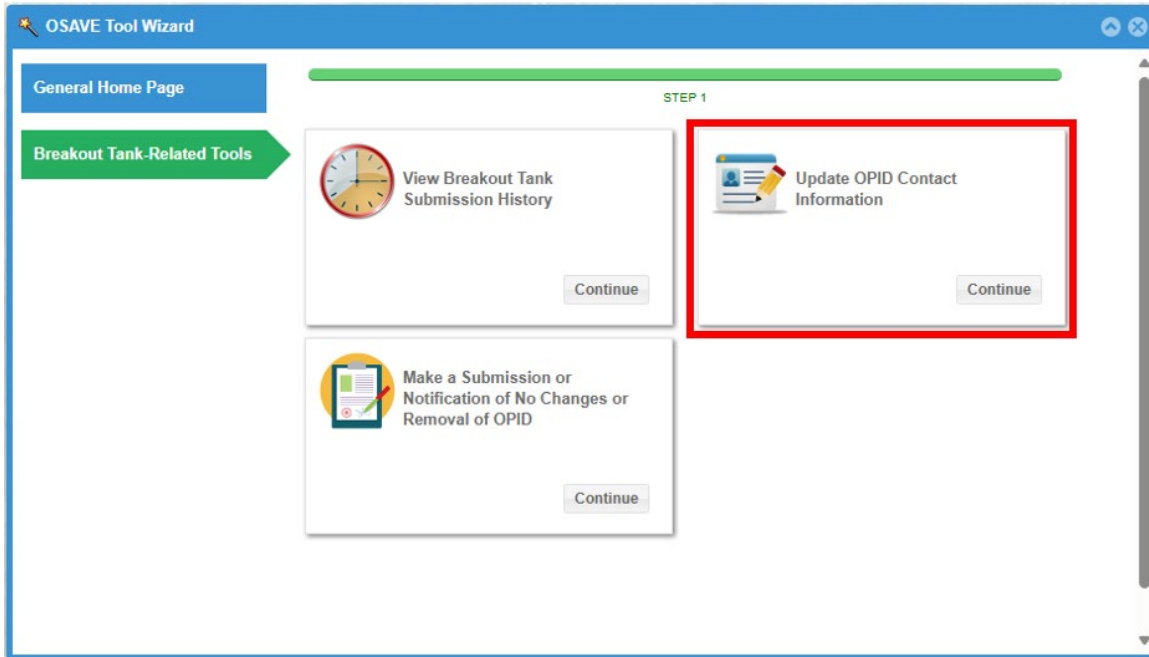 OSAVE Tool Wizard
General Home Page
Breakout Tank-Related Tools
STEP 1
View Breakout Tank
Submission History
Continue
Update OPID Contact
Information
Continue
Make a Submission or
Notification of No Changes or
Removal of OPID
Continue